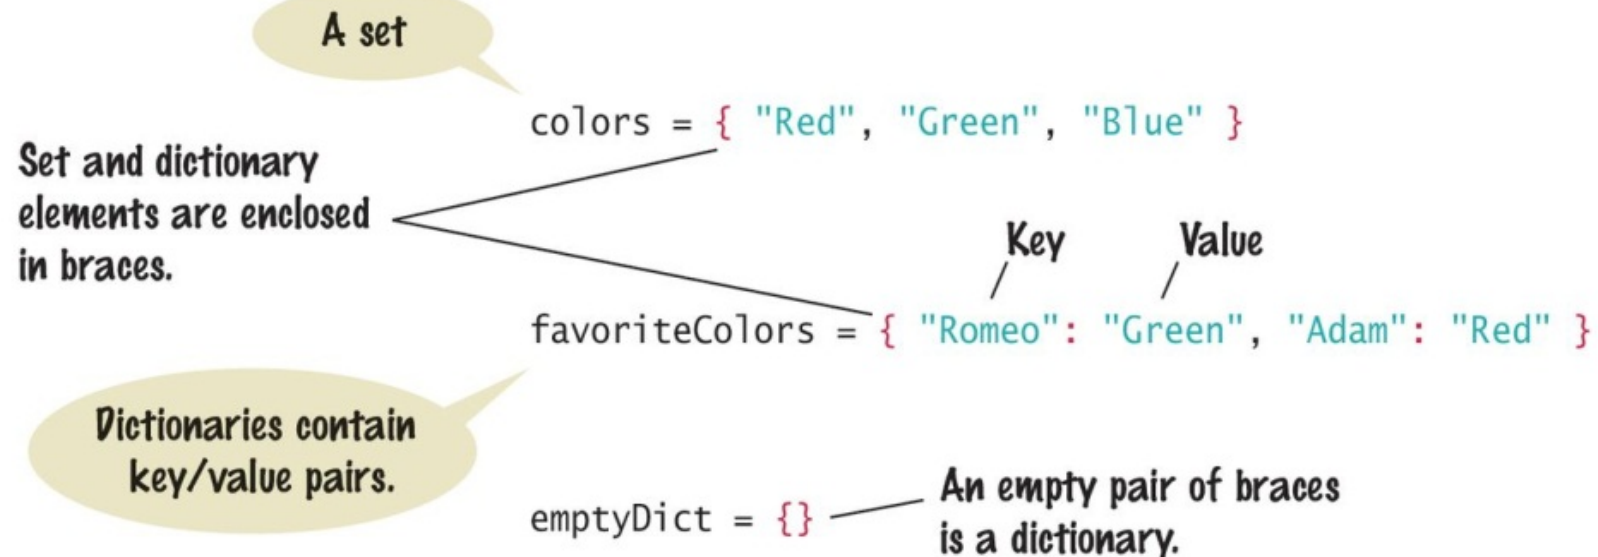 A set
colors = { "Red", "Green", "Blue" }
Set and dictionary
elements are enclosed
in braces.
Key
Value
favoriteColors = { "Romeo": "Green", "Adam": "Red" }
Dictionaries contain
key/value pairs.
emptyDict = {}
An empty pair of braces
is a dictionary.